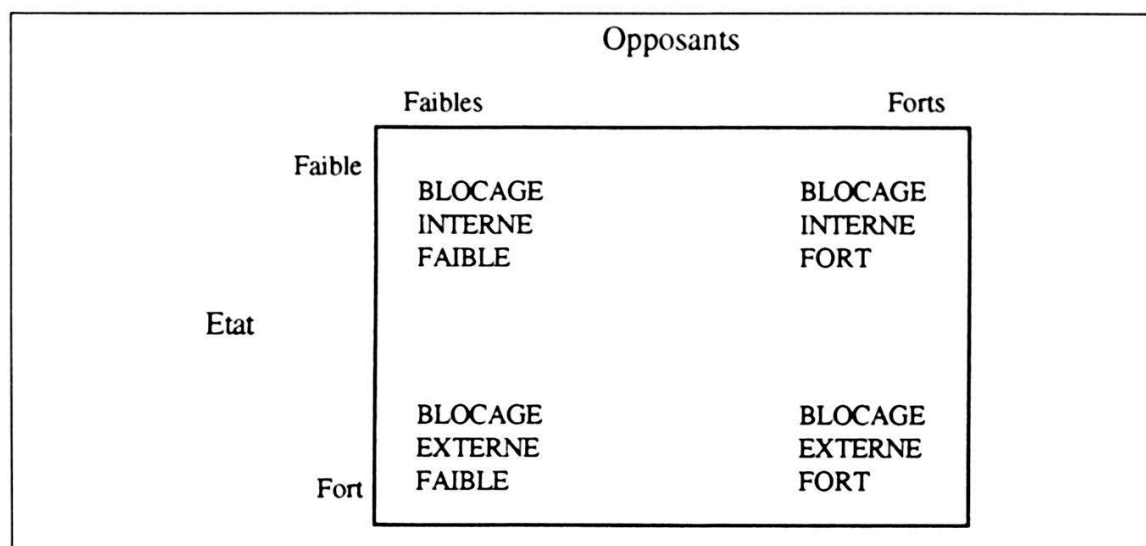 Opposants
Faibles Forts
Faible
BLOCAGE BLOCAGE
INTERNE INTERNE
FAIBLE FORT
Etat
BLOCAGE BLOCAGE
EXTERNE EXTERNE
FAIBLE FORT
Fort